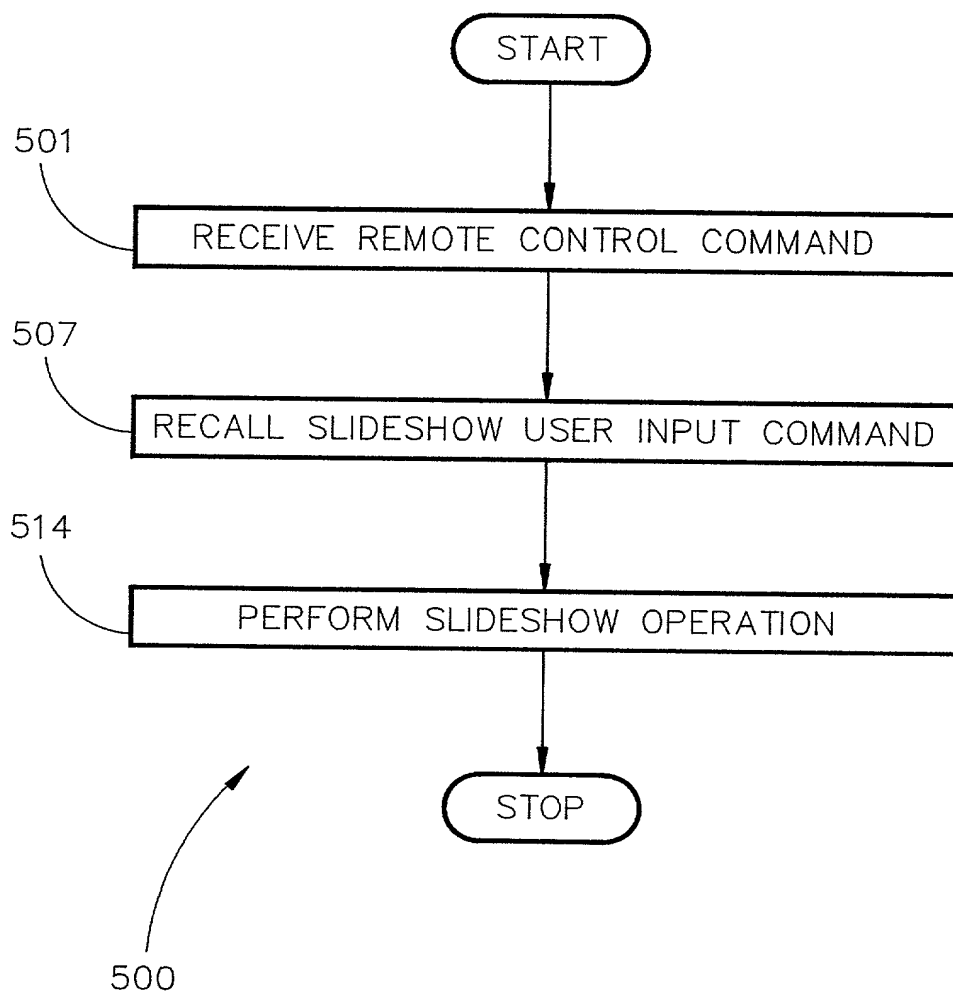 START
501
RECEIVE REMOTE CONTROL COMMAND
507
RECALL SLIDESHOW USER INPUT COMMAND
514
PERFORM SLIDESHOW OPERATION
STOP
500